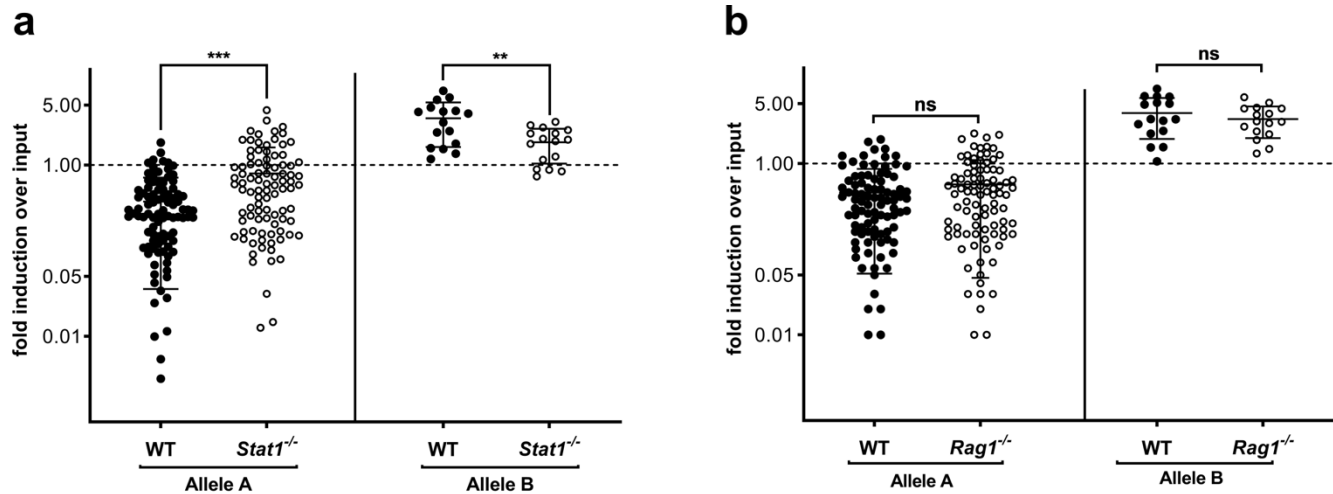 a
fold induction over input
5.00
1.00
0.05
0.01
***
**
WT
Stat1-/-
WT
Stat1-/-
Allele A
Allele B
b
fold induction over input
5.00
1.00
0.05
0.01
ns
ns
WT
Rag1-/-
WT
Rag1-/-
Allele A
Allele B